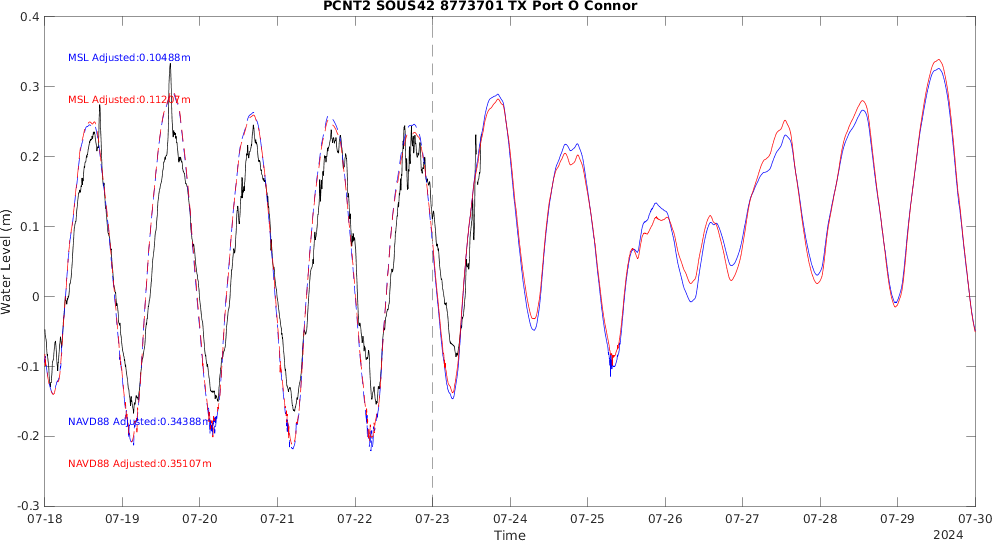 PCNT2 SOUS42 8773701 TX Port O Connor
0.4
0.3
0.2
0.1
0
-0.1
-0.2
-0.3
Water Level (m)
MSL Adjusted:0.10488m
MSL Adjusted:0.11207m
NAVD88 Adjusted:0.34388m
NAVD88 Adjusted:0.35107m
07-18 07-19 07-20 07-21 07-22 07-23 07-24 07-25 07-26 07-27 07-28 07-29 07-30
Time
2024